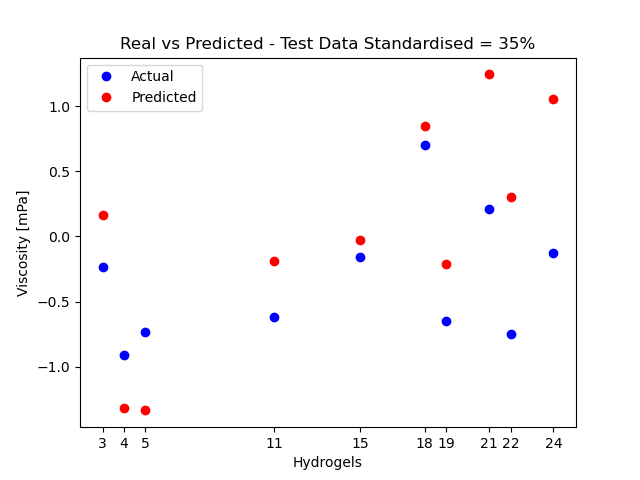 Real vs Predicted - Test Data Standardised = 35%
Actual
Predicted
1.0
0.5
0.0
−0.5
−1.0
Viscosity [mPa]
3 4 5 11 15 18 19 21 22 24
Hydrogels